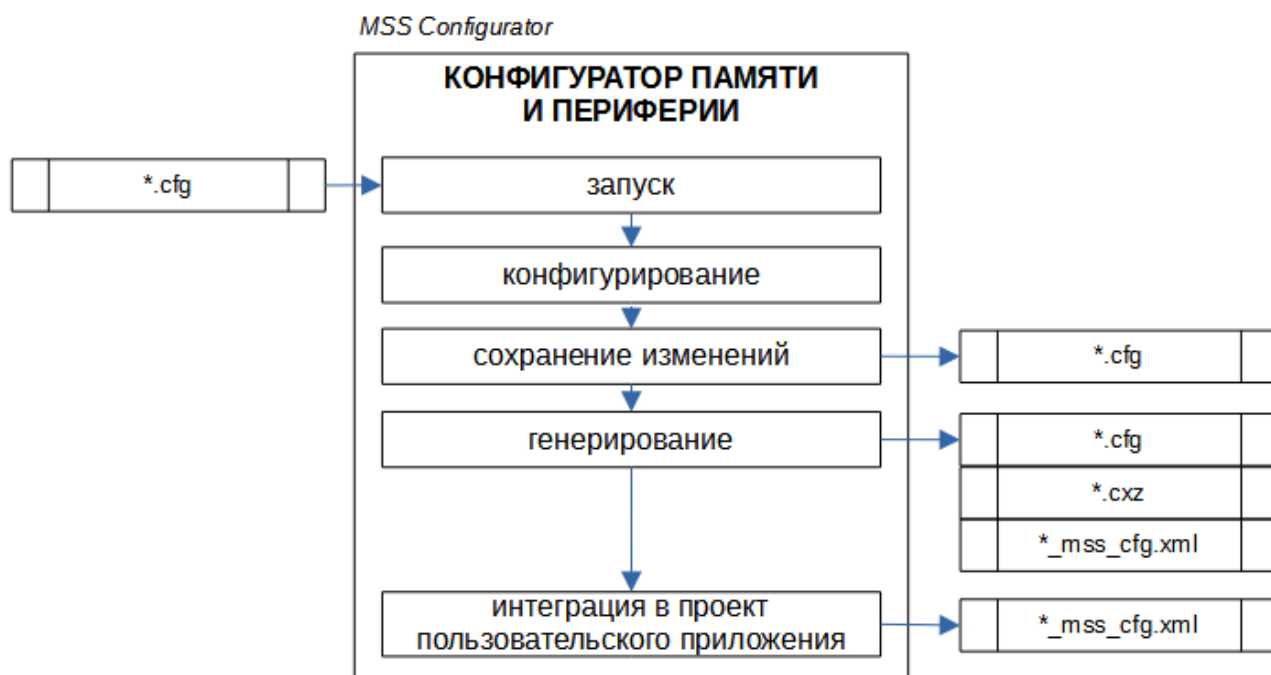 MSS Configurator
КОНФИГУРАТОР ПАМЯТИ
И ПЕРИФЕРИИ
*.cfg
запуск
конфигурирование
сохранение изменений
*.cfg
генерирование
*.cfg
*.cxz
*_mss_cfg.xml
интеграция в проект
пользовательского приложения
*_mss_cfg.xml